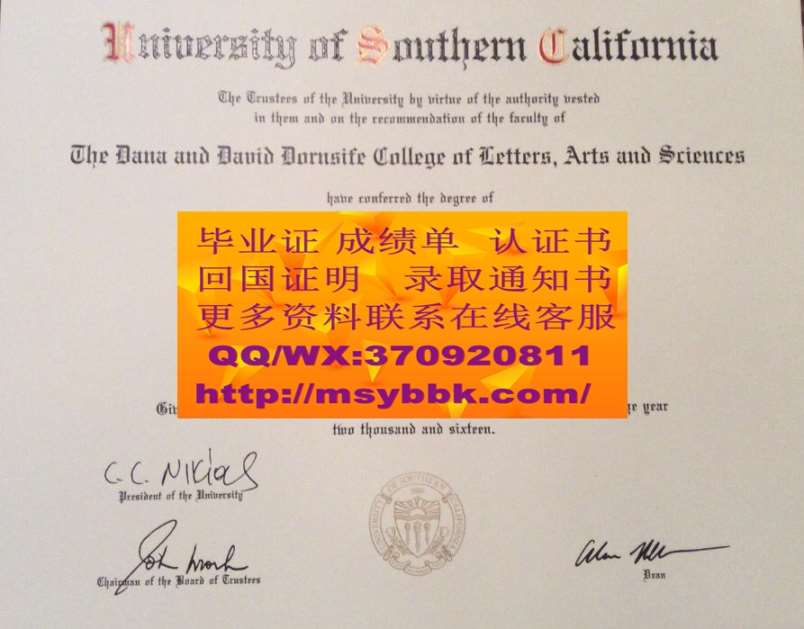 University of Southern California
The Trustees of the University by virtue of the authority vested
in them and on the recommendation of the faculty of
The Dana and David Dornsife College of Letters, Arts and Sciences
have conferred the degree of
毕业证 成绩单 认证书
回国证明 录取通知书
更多资料联系在线客服
QQ/WX:370920811
http://msybbk.com/
year
two thousand and sixteen.
C. C. Nikias
President of the University
Chairman of the Board of Trustees
Dean